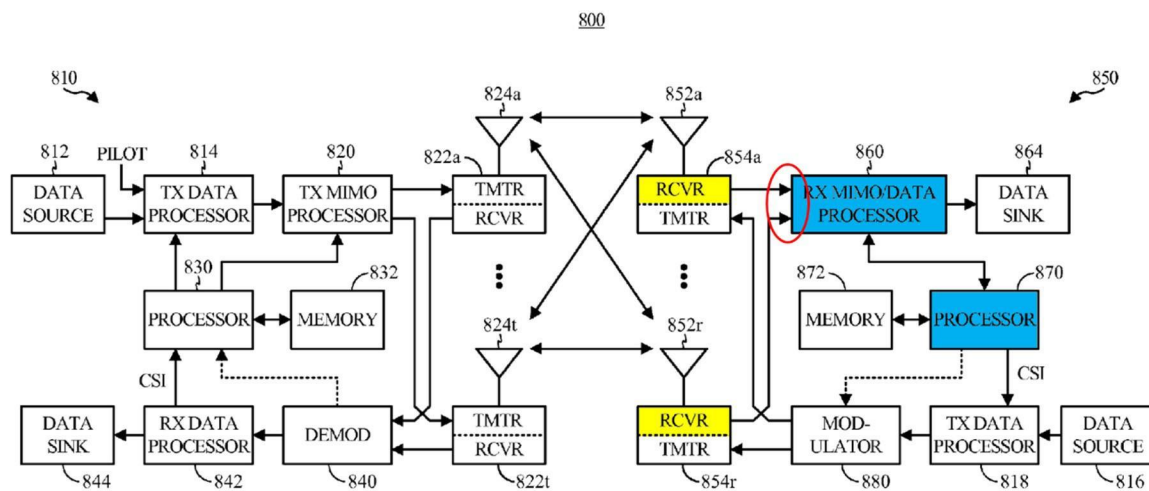 800
810
850
824a
852a
812
PILOT
814
820
822a
854a
860
864
DATA
SOURCE
TX DATA
PROCESSOR
TX MIMO
PROCESSOR
TMTR
RCVR
RCVR
TMTR
RX MIMO/DATA
PROCESSOR
DATA
SINK
830
832
872
870
PROCESSOR
MEMORY
MEMORY
PROCESSOR
824t
852r
CSI
CSI
DATA
SINK
RX DATA
PROCESSOR
DEMOD
TMTR
RCVR
RCVR
TMTR
MOD-
ULATOR
TX DATA
PROCESSOR
DATA
SOURCE
844
842
840
822t
854r
880
818
816